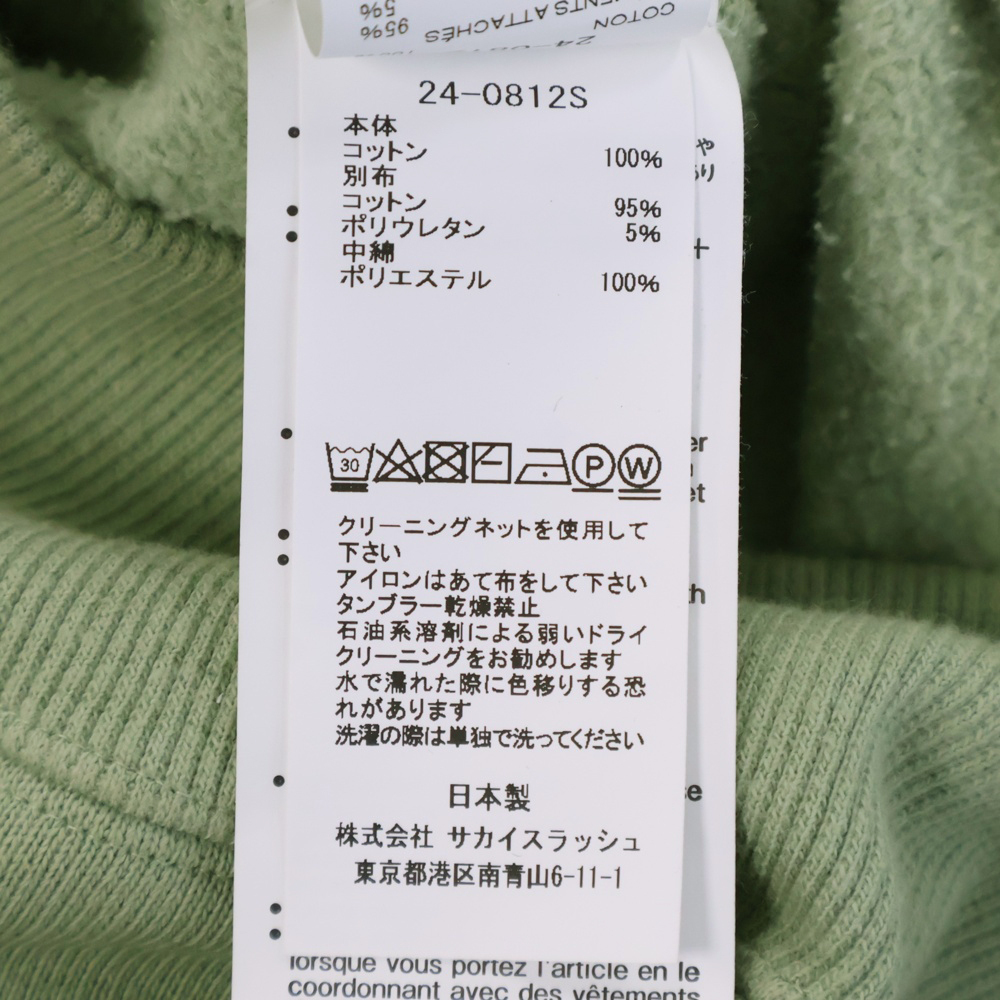 95%
5%
COTON
MENTS ATTACHÉS
24-0812S
本体
コットン 100%
別布
コットン 95%
ポリウレタン 5%
中綿
ポリエステル 100%
30
P
W
クリーニングネットを使用して
下さい
アイロンはあて布をして下さい
タンブラー乾燥禁止
石油系溶剤による弱いドライ
クリーニングをお勧めします
水で濡れた際に色移りする恐
れがあります
洗濯の際は単独で洗ってください
日本製
株式会社 サカイスラッシュ
東京都港区南青山6-11-1
lorsque vous portez l'article en le
coordonnant avec des vêtements